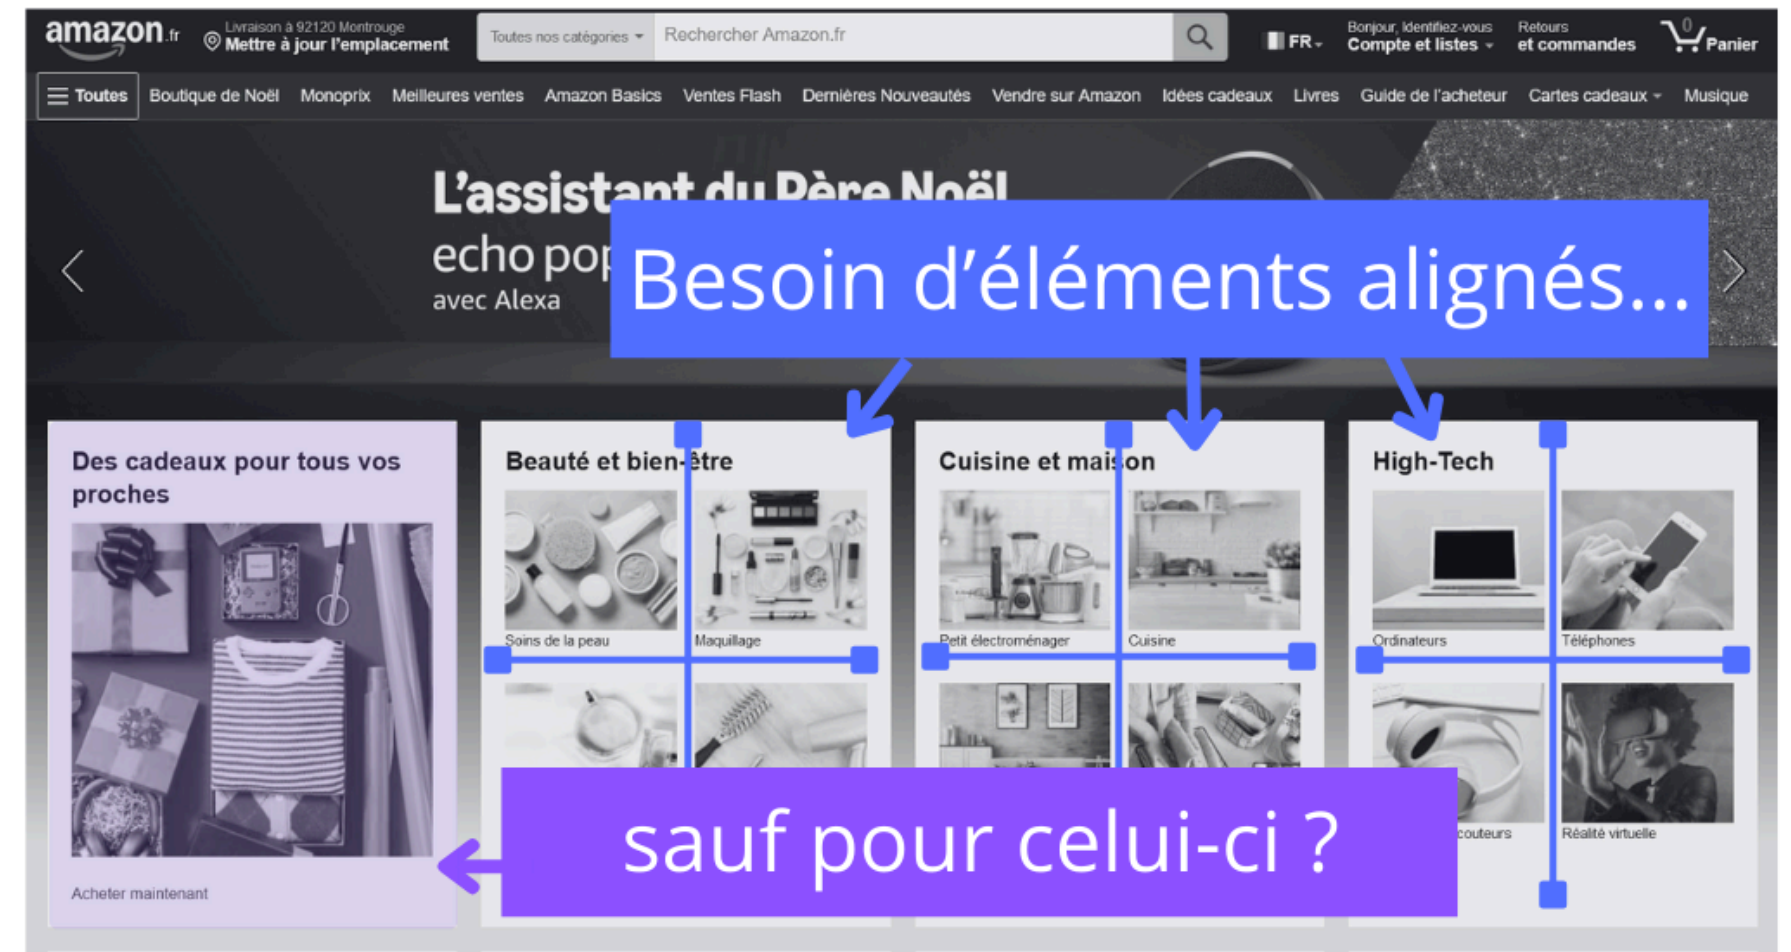 amazon.fr
Livraison à 92120 Montrouge
Mettre à jour l'emplacement
Toutes nos catégories
Rechercher Amazon.fr
FR
Bonjour, Identifiez-vous
Compte et listes
Retours
et commandes
0
Panier
Toutes Boutique de Noël Monoprix Meilleures ventes Amazon Basics Ventes Flash Dernières Nouveautés Vendre sur Amazon Idées cadeaux Livres Guide de l'acheteur Cartes cadeaux Musique
L'assistant du Père Noël
echo pop
avec Alexa
Besoin d'éléments alignés...
Des cadeaux pour tous vos
proches
Acheter maintenant
Beauté et bien-être
Soins de la peau
Maquillage
Cuisine et maison
Petit électroménager
Cuisine
High-Tech
Ordinateurs
Téléphones
couteurs
Réalité virtuelle
sauf pour celui-ci ?